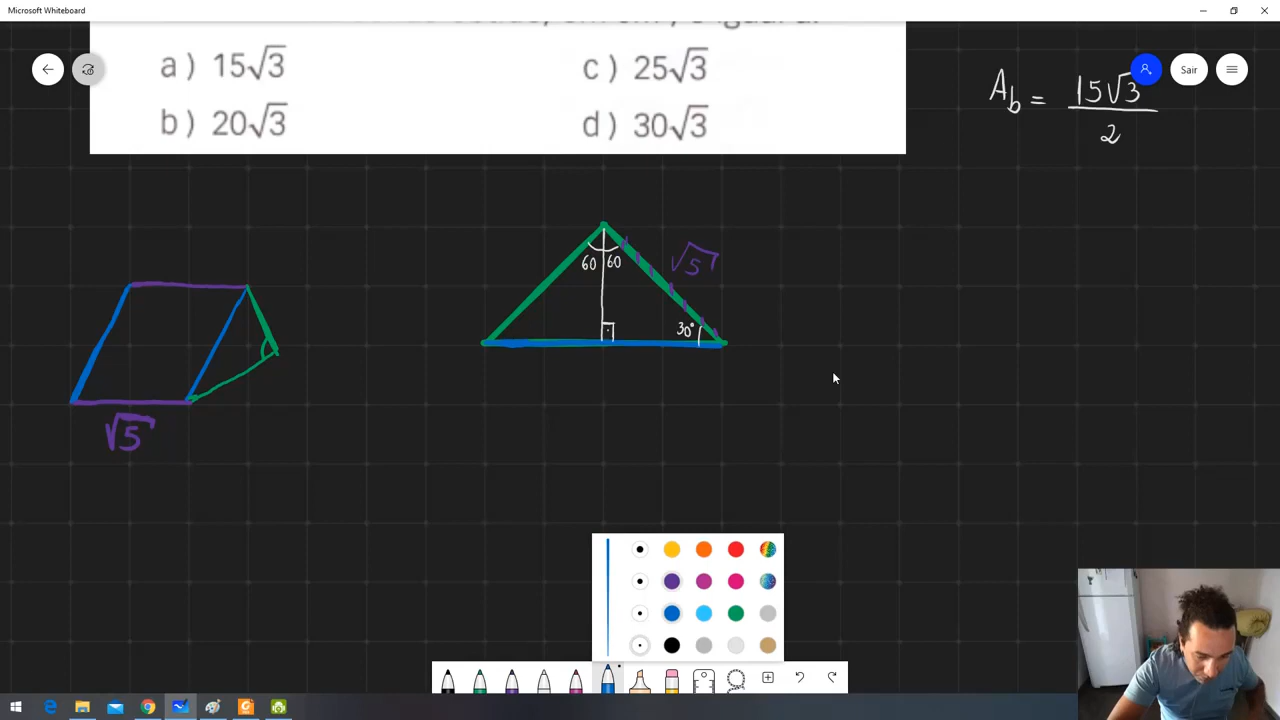 Microsoft Whiteboard
a) 15√3
c) 25√3
b) 20√3
d) 30√3
Sair
A_b = 15√3 / 2
60 60
√5
30°
√5